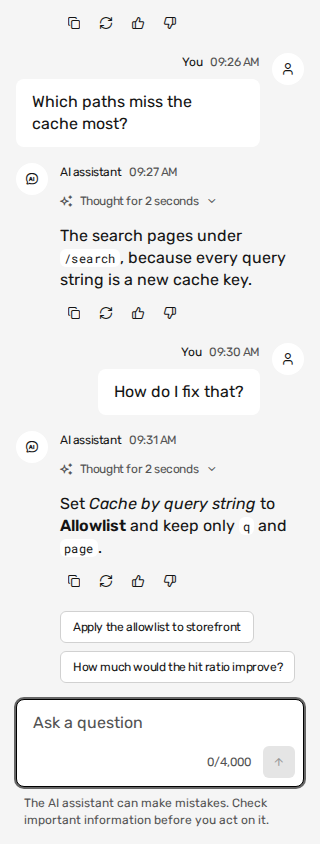 You 09:26 AM
Which paths miss the
cache most?
AI
AI assistant 09:27 AM
Thought for 2 seconds
The search pages under
/search, because every query
string is a new cache key.
You 09:30 AM
How do I fix that?
AI
AI assistant 09:31 AM
Thought for 2 seconds
Set Cache by query string to
Allowlist and keep only q and
page.
Apply the allowlist to storefront
How much would the hit ratio improve?
Ask a question
0/4,000
The AI assistant can make mistakes. Check
important information before you act on it.